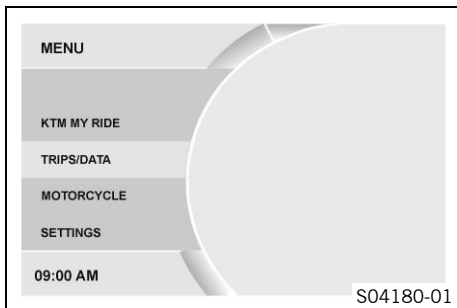 MENU
KTM MY RIDE
TRIPS/DATA
MOTORCYCLE
SETTINGS
09:00 AM
S04180-01